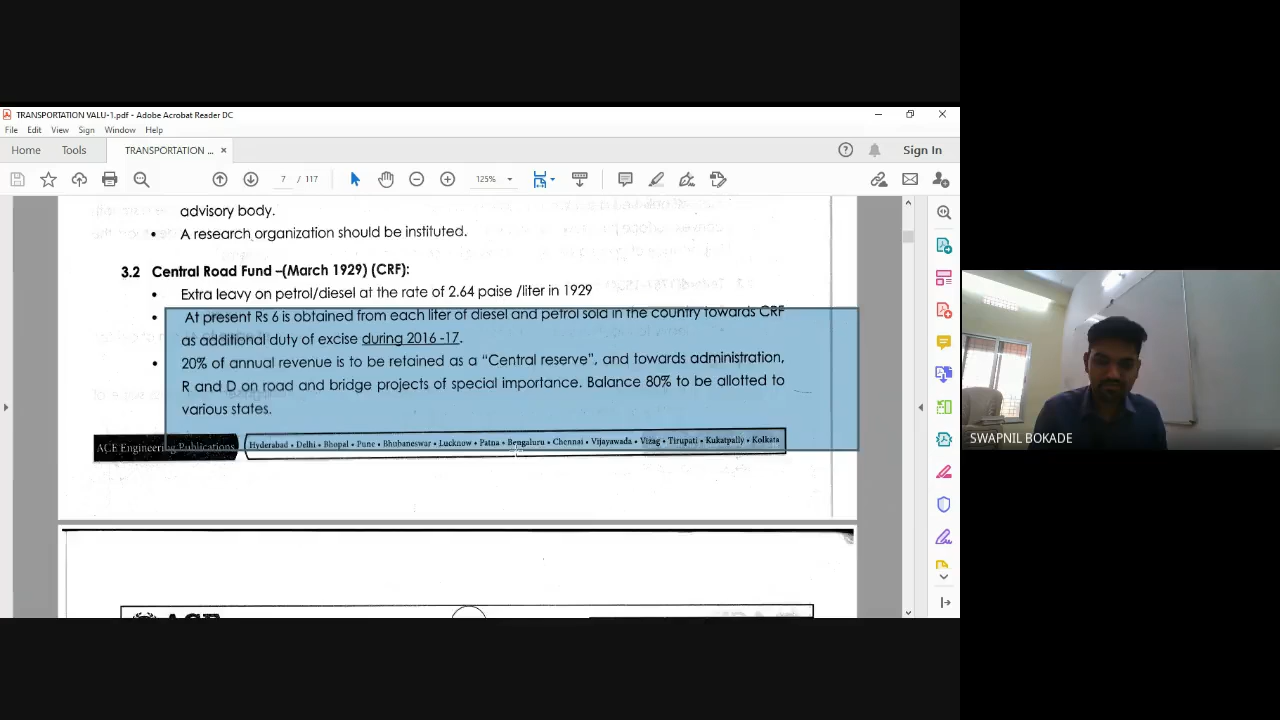 TRANSPORTATION VALU-1.pdf - Adobe Acrobat Reader DC
File Edit View Sign Window Help
Home Tools TRANSPORTATION ... × Sign In
7 / 117 125%
advisory body.
• A research organization should be instituted.
3.2 Central Road Fund –(March 1929) (CRF):
• Extra leavy on petrol/diesel at the rate of 2.64 paise /liter in 1929
• At present Rs 6 is obtained from each liter of diesel and petrol sold in the country towards CRF
as additional duty of excise during 2016 -17.
• 20% of annual revenue is to be retained as a “Central reserve”, and towards administration,
R and D on road and bridge projects of special importance. Balance 80% to be allotted to
various states.
ACE Engineering Publications Hyderabad • Delhi • Bhopal • Pune • Bhubaneswar • Lucknow • Patna • Bengaluru • Chennai • Vijayawada • Vizag • Tirupati • Kukatpally • Kolkata
ACE
SWAPNIL BOKADE